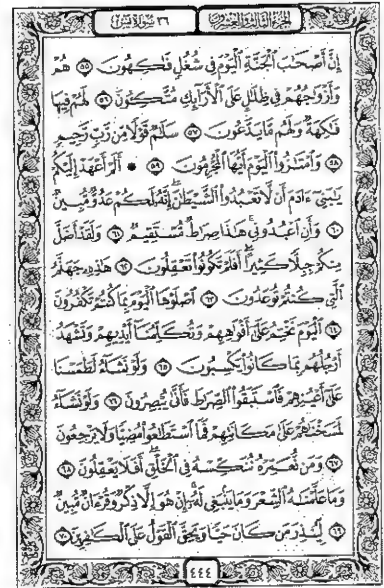 الجزء الثالث والعشرون ٣٦ سورة يس
إِنَّ أَصْحَٰبَ ٱلْجَنَّةِ ٱلْيَوْمَ فِى شُغُلٍ فَٰكِهُونَ ٥٥ هُمْ
وَأَزْوَٰجُهُمْ فِى ظِلَٰلٍ عَلَى ٱلْأَرَآئِكِ مُتَّكِـُٔونَ ٥٦ لَهُمْ فِيهَا
فَٰكِهَةٌ وَلَهُم مَّا يَدَّعُونَ ٥٧ سَلَٰمٌ قَوْلًا مِّن رَّبٍّ رَّحِيمٍ
٥٨ وَٱمْتَٰزُوا۟ ٱلْيَوْمَ أَيُّهَا ٱلْمُجْرِمُونَ ٥٩ أَلَمْ أَعْهَدْ إِلَيْكُمْ
يَٰبَنِىٓ ءَادَمَ أَن لَّا تَعْبُدُوا۟ ٱلشَّيْطَٰنَ إِنَّهُۥ لَكُمْ عَدُوٌّ مُّبِينٌ
٦٠ وَأَنِ ٱعْبُدُونِى هَٰذَا صِرَٰطٌ مُّسْتَقِيمٌ ٦١ وَلَقَدْ أَضَلَّ
مِنكُمْ جِبِلًّا كَثِيرًا أَفَلَمْ تَكُونُوا۟ تَعْقِلُونَ ٦٢ هَٰذِهِۦ جَهَنَّمُ
ٱلَّتِى كُنتُمْ تُوعَدُونَ ٦٣ ٱصْلَوْهَا ٱلْيَوْمَ بِمَا كُنتُمْ تَكْفُرُونَ
٦٤ ٱلْيَوْمَ نَخْتِمُ عَلَىٰٓ أَفْوَٰهِهِمْ وَتُكَلِّمُنَآ أَيْدِيهِمْ وَتَشْهَدُ
أَرْجُلُهُم بِمَا كَانُوا۟ يَكْسِبُونَ ٦٥ وَلَوْ نَشَآءُ لَطَمَسْنَا
عَلَىٰٓ أَعْيُنِهِمْ فَٱسْتَبَقُوا۟ ٱلصِّرَٰطَ فَأَنَّىٰ يُبْصِرُونَ ٦٦ وَلَوْ نَشَآءُ
لَمَسَخْنَٰهُمْ عَلَىٰ مَكَانَتِهِمْ فَمَا ٱسْتَطَٰعُوا۟ مُضِيًّا وَلَا يَرْجِعُونَ
٦٧ وَمَن نُّعَمِّرْهُ نُنَكِّسْهُ فِى ٱلْخَلْقِ أَفَلَا يَعْقِلُونَ ٦٨
وَمَا عَلَّمْنَٰهُ ٱلشِّعْرَ وَمَا يَنۢبَغِى لَهُۥٓ إِنْ هُوَ إِلَّا ذِكْرٌ وَقُرْءَانٌ مُّبِينٌ
٦٩ لِّيُنذِرَ مَن كَانَ حَيًّا وَيَحِقَّ ٱلْقَوْلُ عَلَى ٱلْكَٰفِرِينَ ٧٠
٤٤٤